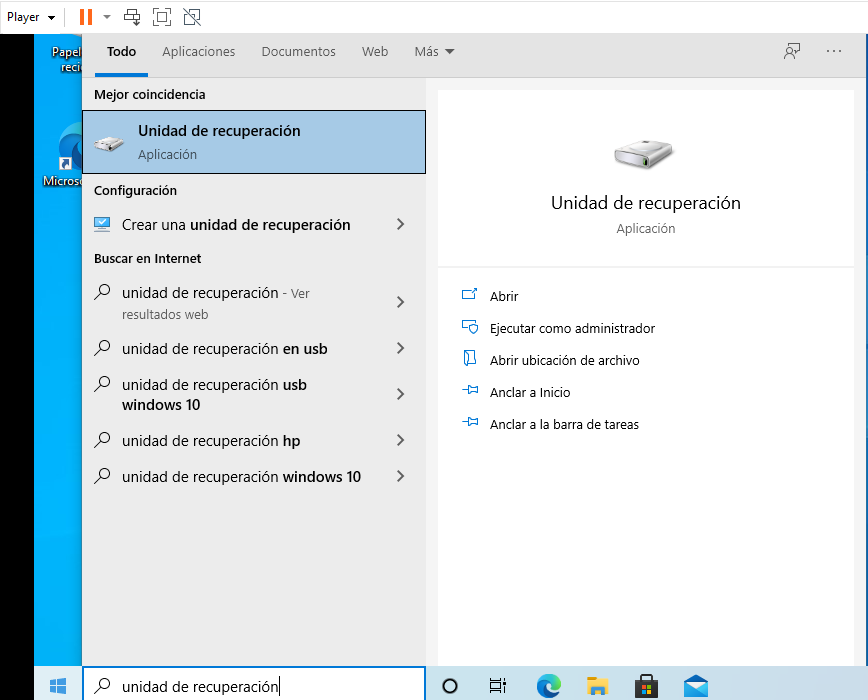 Player
Papel
reci
Microso
Todo
Aplicaciones
Documentos
Web
Más
Mejor coincidencia
Unidad de recuperación
Aplicación
Configuración
Crear una unidad de recuperación
Buscar en Internet
unidad de recuperación - Ver
resultados web
unidad de recuperación en usb
unidad de recuperación usb
windows 10
unidad de recuperación hp
unidad de recuperación windows 10
Unidad de recuperación
Aplicación
Abrir
Ejecutar como administrador
Abrir ubicación de archivo
Anclar a Inicio
Anclar a la barra de tareas
unidad de recuperación